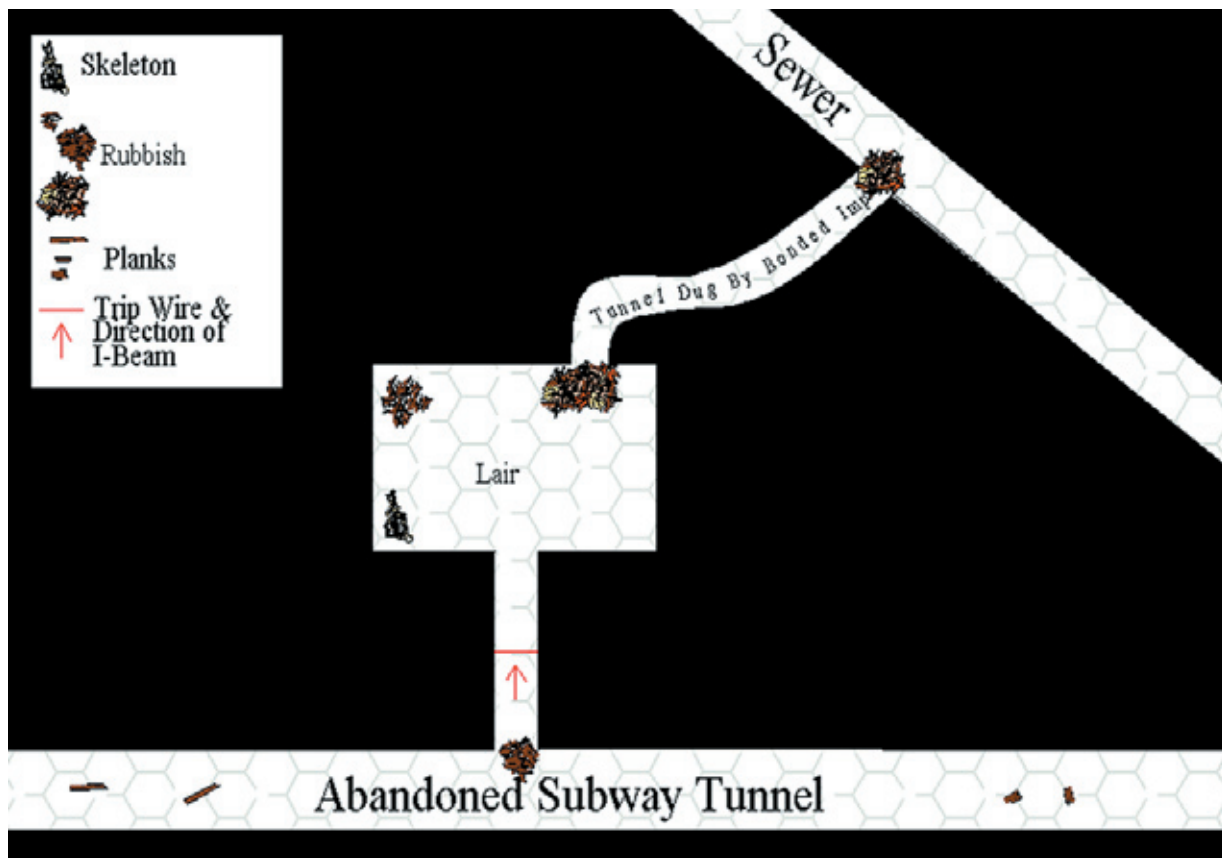 Skeleton
Rubbish
Planks
Trip Wire &
Direction of
I-Beam
Sewer
Tunnel Dug By Bonded Imp
Lair
Abandoned Subway Tunnel